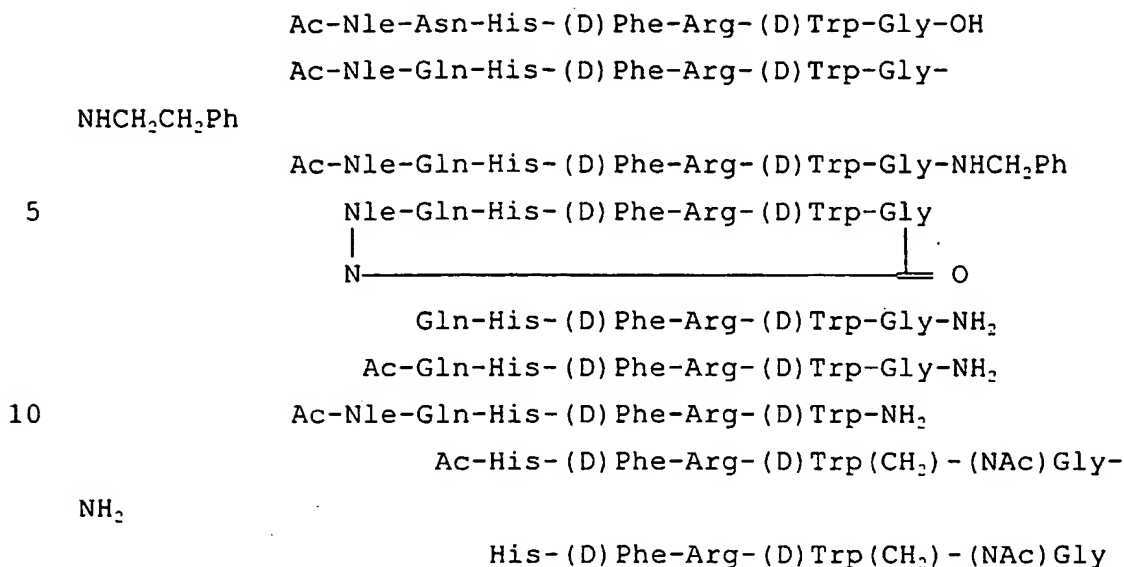 Ac-Nle-Asn-His-(D)Phe-Arg-(D)Trp-Gly-OH
Ac-Nle-Gln-His-(D)Phe-Arg-(D)Trp-Gly-
NHCH₂CH₂Ph
Ac-Nle-Gln-His-(D)Phe-Arg-(D)Trp-Gly-NHCH₂Ph
5 Nle-Gln-His-(D)Phe-Arg-(D)Trp-Gly
N O
Gln-His-(D)Phe-Arg-(D)Trp-Gly-NH₂
Ac-Gln-His-(D)Phe-Arg-(D)Trp-Gly-NH₂
10 Ac-Nle-Gln-His-(D)Phe-Arg-(D)Trp-NH₂
Ac-His-(D)Phe-Arg-(D)Trp(CH₂)-(NAc)Gly-
NH₂
His-(D)Phe-Arg-(D)Trp(CH₂)-(NAc)Gly